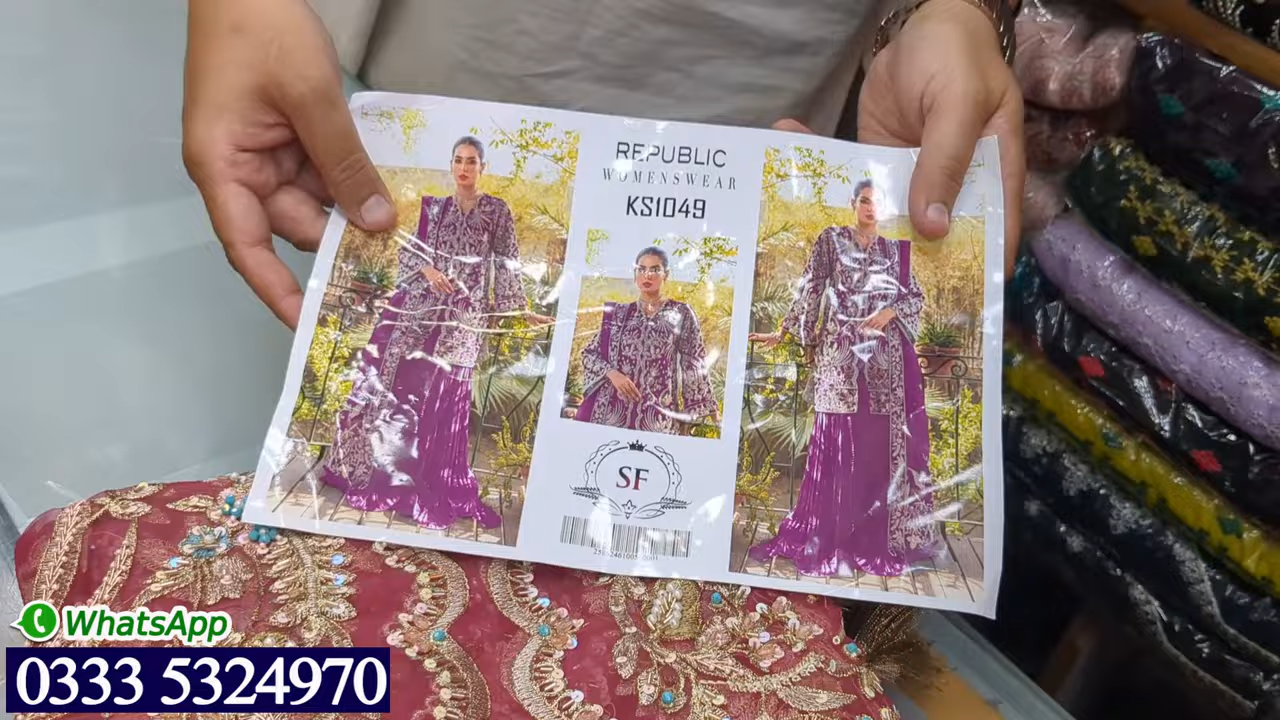 REPUBLIC
WOMENSWEAR
KS1049
SF
WhatsApp
0333 5324970